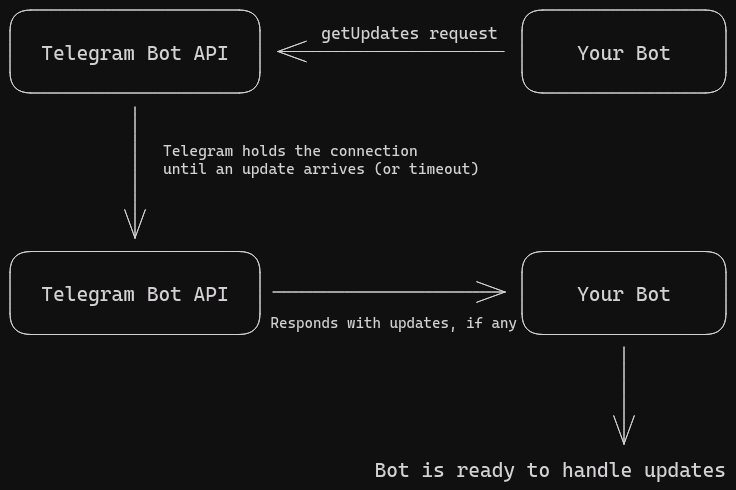 Telegram Bot API
getUpdates request
Your Bot
Telegram holds the connection
until an update arrives (or timeout)
Telegram Bot API
Your Bot
Responds with updates, if any
Bot is ready to handle updates